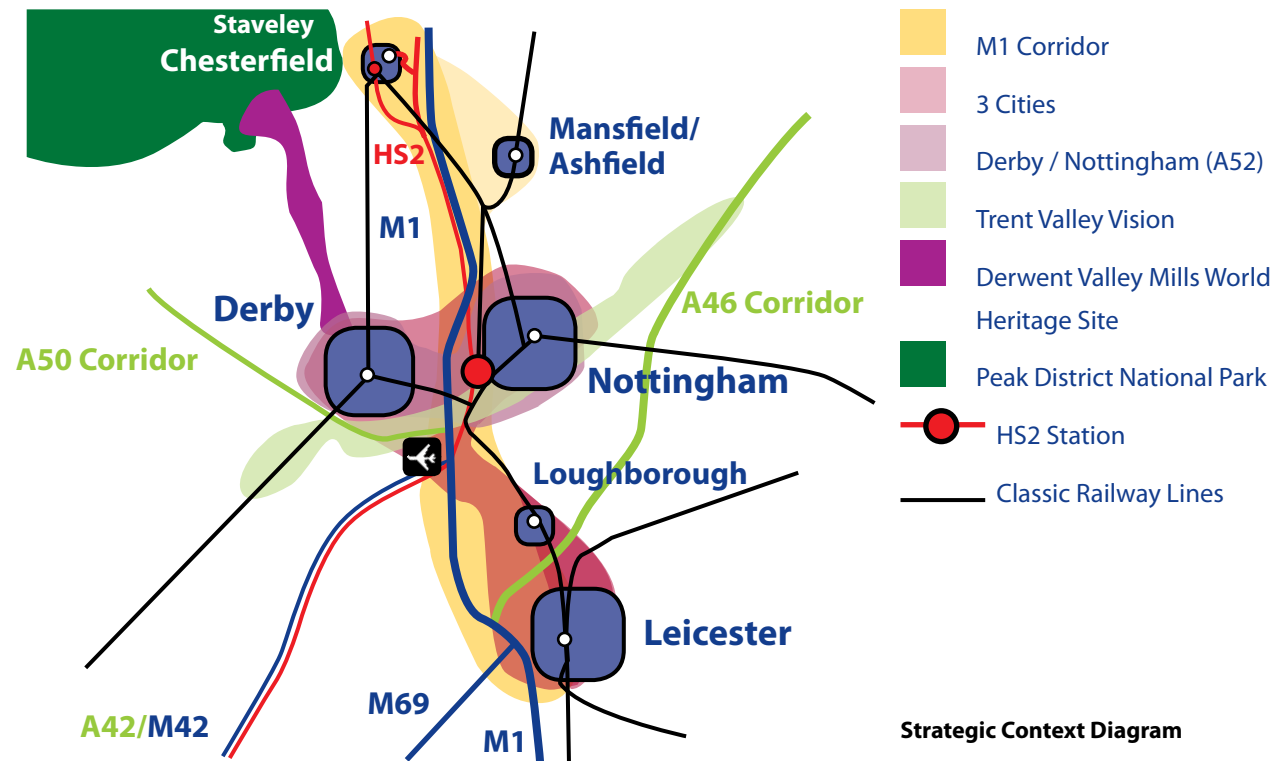 Staveley
Chesterfield
HS2
Mansfield/
Ashfield
M1
Derby
A46 Corridor
A50 Corridor
Nottingham
Loughborough
Leicester
M69
A42/M42
M1
M1 Corridor
3 Cities
Derby / Nottingham (A52)
Trent Valley Vision
Derwent Valley Mills World
Heritage Site
Peak District National Park
HS2 Station
Classic Railway Lines
Strategic Context Diagram